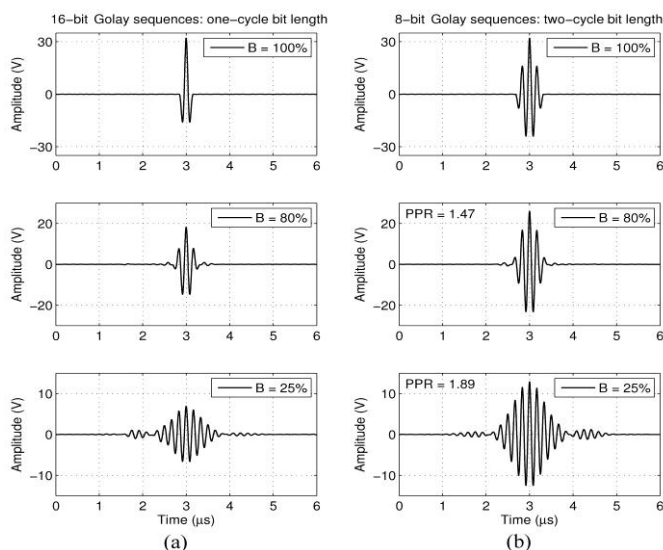 16-bit Golay sequences: one-cycle bit length
8-bit Golay sequences: two-cycle bit length
Amplitude (V)
30
0
-30
B = 100%
0 1 2 3 4 5 6
Amplitude (V)
30
0
-30
B = 100%
0 1 2 3 4 5 6
Amplitude (V)
20
0
-20
B = 80%
0 1 2 3 4 5 6
Amplitude (V)
20
0
-20
PPR = 1.47
B = 80%
0 1 2 3 4 5 6
Amplitude (V)
10
0
-10
B = 25%
0 1 2 3 4 5 6
Time (μs)
(a)
Amplitude (V)
10
0
-10
PPR = 1.89
B = 25%
0 1 2 3 4 5 6
Time (μs)
(b)